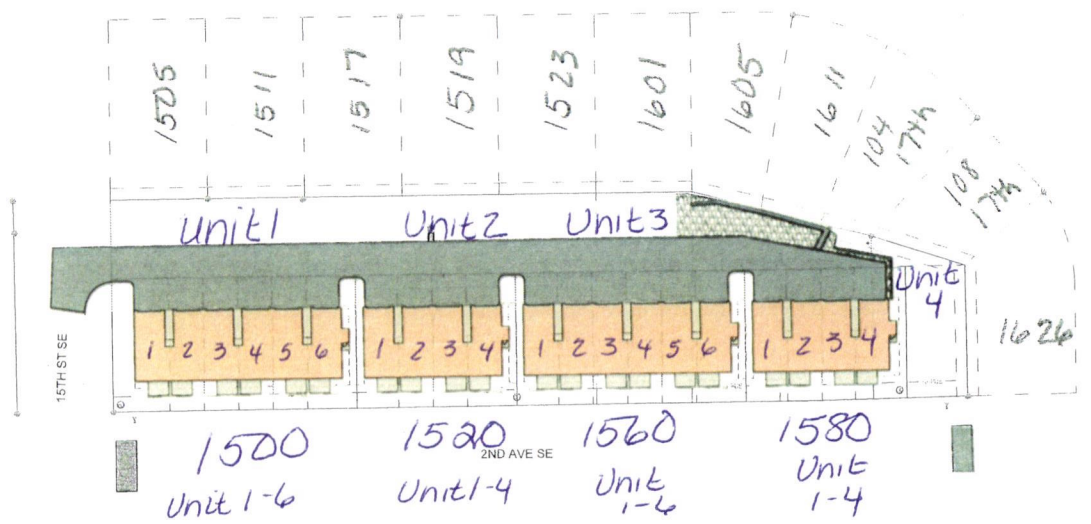 1505
1511
1517
1519
1523
1601
1605
1611
104
17th
108
17th
Unit1
Unit2
Unit3
Unit
4
1626
15TH ST SE
1 2 3 4 5 6
1 2 3 4
1 2 3 4 5 6
1 2 3 4
1500
Unit 1-6
1520
Unit1-4
1560
Unit
1-6
1580
Unit
1-4
2ND AVE SE